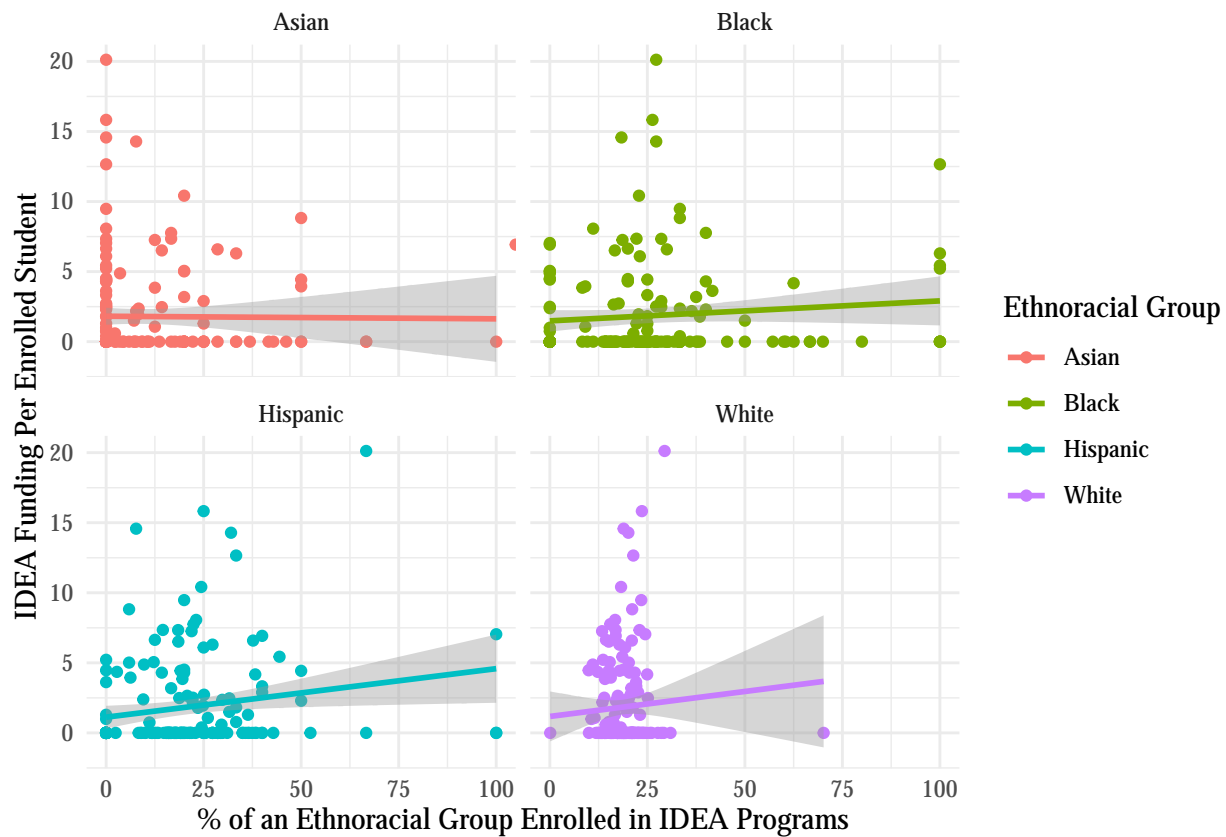 Asian
Black
20
15
10
5
0
Hispanic
White
20
15
10
5
0
0
25
50
75
100
0
25
50
75
100
% of an Ethnoracial Group Enrolled in IDEA Programs
IDEA Funding Per Enrolled Student
Ethnoracial Group
Asian
Black
Hispanic
White